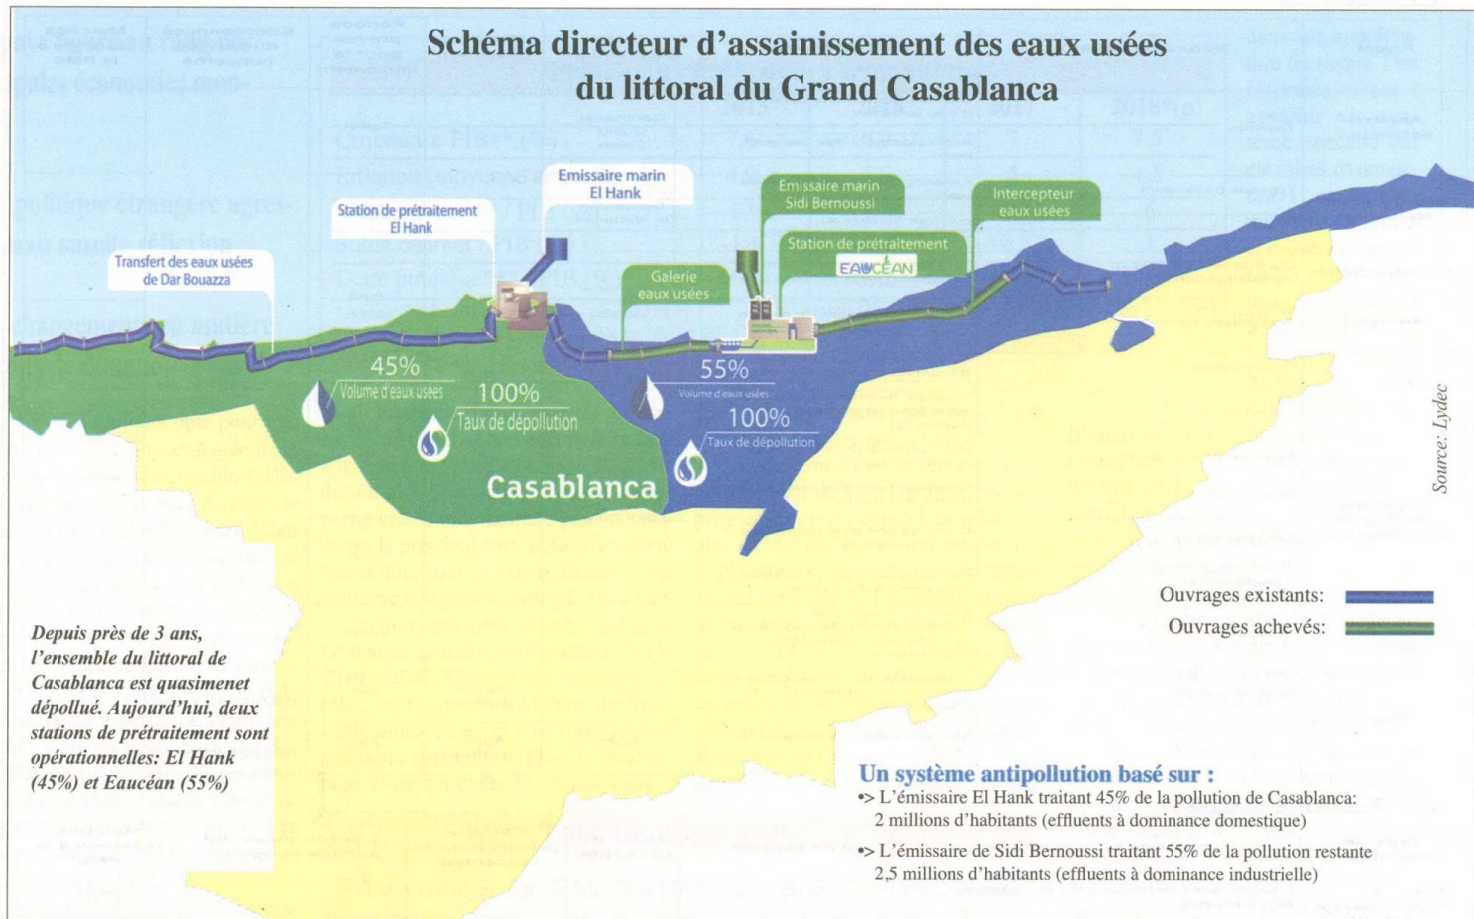 Schéma directeur d'assainissement des eaux usées
du littoral du Grand Casablanca
Emissaire marin
El Hank
Station de prétraitement
El Hank
Transfert des eaux usées
de Dar Bouazza
Emissaire marin
Sidi Bernoussi
Intercepteur
eaux usées
Station de prétraitement
EAUCÉAN
Galerie
eaux usées
45%
Volume d'eaux usées
100%
Taux de dépollution
55%
Volume d'eaux usées
100%
Taux de dépollution
Casablanca
Source: Lydec
Ouvrages existants:
Ouvrages achevés:
Depuis près de 3 ans,
l'ensemble du littoral de
Casablanca est quasimenet
dépollué. Aujourd'hui, deux
stations de prétraitement sont
opérationnelles: El Hank
(45%) et Eaucéan (55%)
Un système antipollution basé sur :
•> L'émissaire El Hank traitant 45% de la pollution de Casablanca:
2 millions d'habitants (effluents à dominance domestique)
•> L'émissaire de Sidi Bernoussi traitant 55% de la pollution restante
2,5 millions d'habitants (effluents à dominance industrielle)